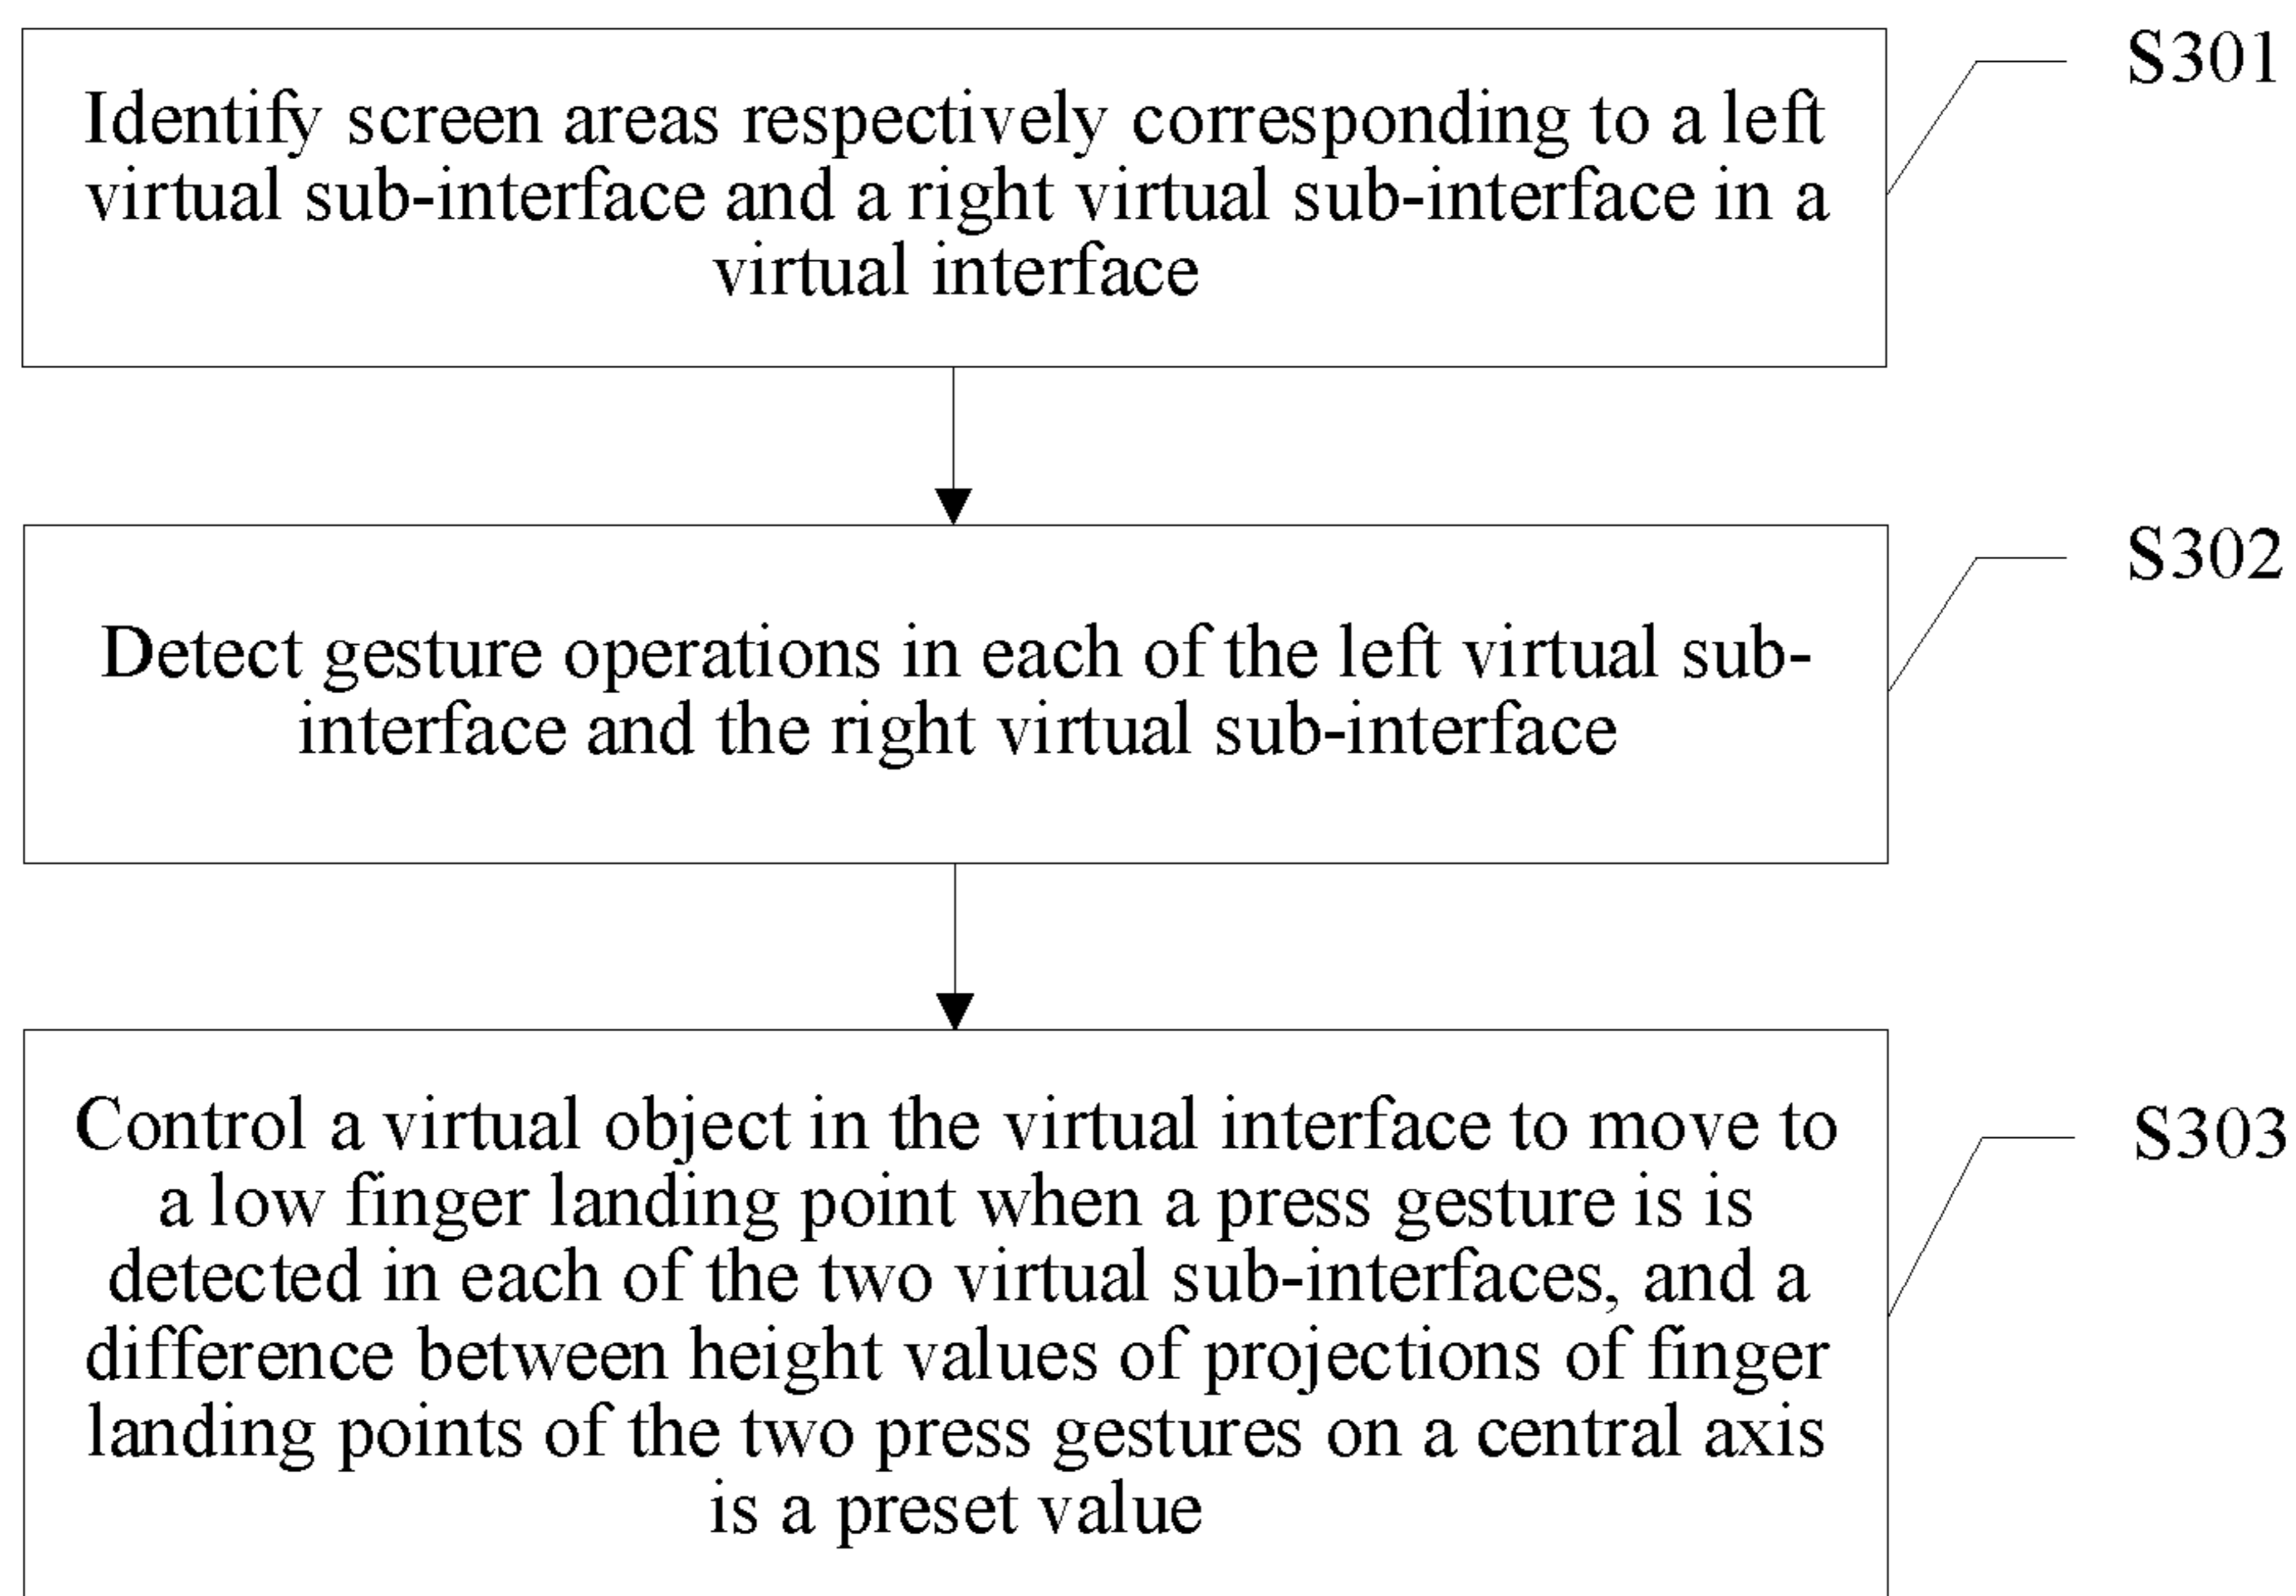 Identify screen areas respectively corresponding to a left
virtual sub-interface and a right virtual sub-interface in a
virtual interface
S301
Detect gesture operations in each of the left virtual sub-
interface and the right virtual sub-interface
S302
Control a virtual object in the virtual interface to move to
a low finger landing point when a press gesture is is
detected in each of the two virtual sub-interfaces, and a
difference between height values of projections of finger
landing points of the two press gestures on a central axis
is a preset value
S303